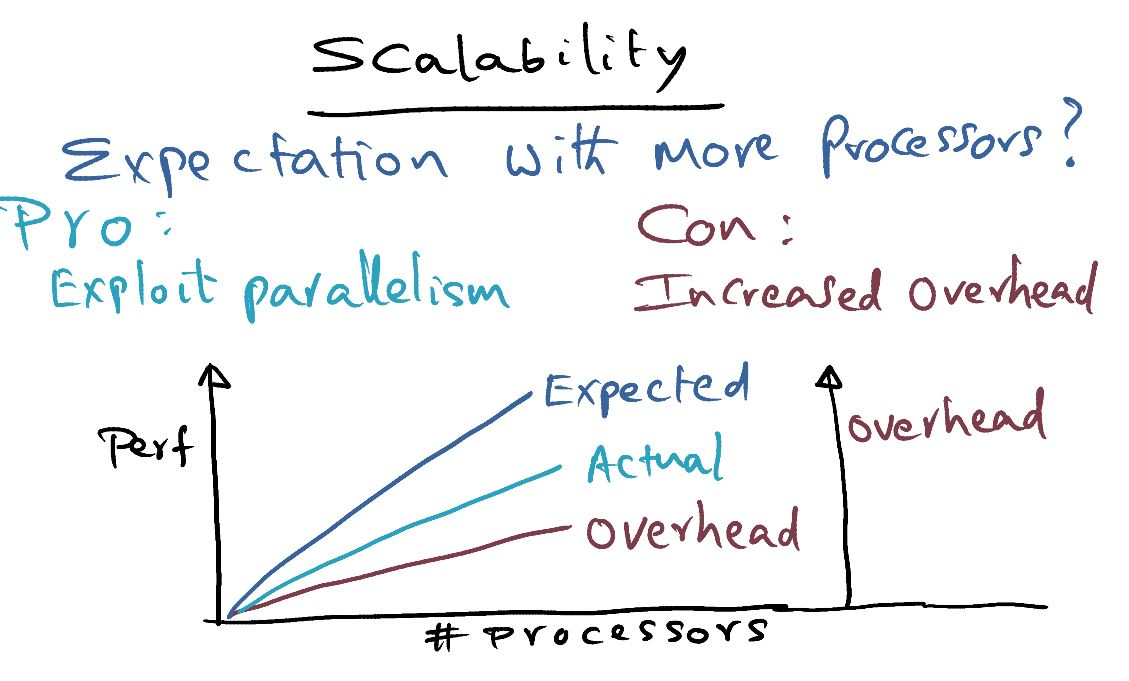 Scalability
Expectation with more processors?
Pro:
Exploit parallelism
Con:
Increased overhead
Perf
Expected
Actual
overhead
overhead
# processors